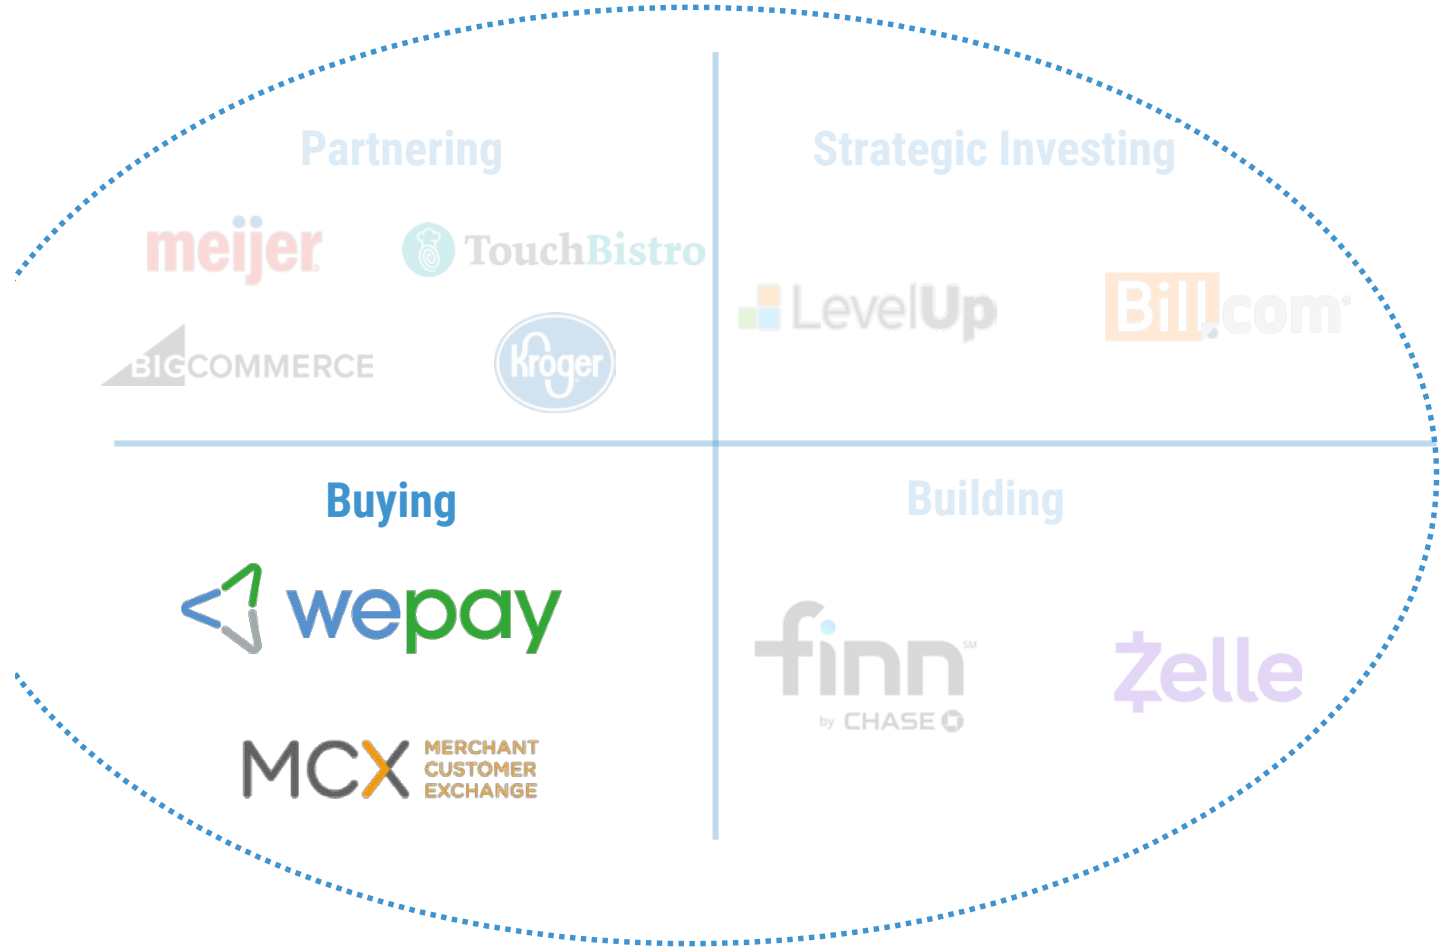 Partnering
meijer
TouchBistro
BIGCOMMERCE
Kroger
Strategic Investing
LevelUp
Bill.com
Buying
wepay
MCX MERCHANT
CUSTOMER
EXCHANGE
Building
finn SM
by CHASE
Zelle